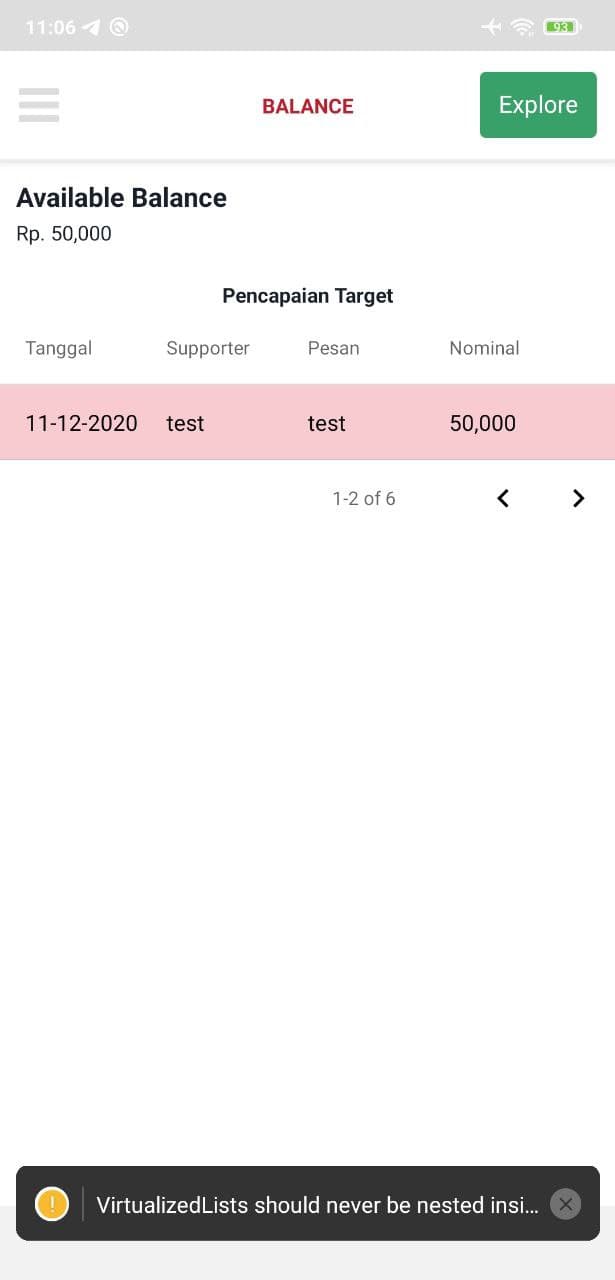 11:06 93
BALANCE
Explore
Available Balance
Rp. 50,000
Pencapaian Target
Tanggal Supporter Pesan Nominal
11-12-2020 test test 50,000
1-2 of 6
! VirtualizedLists should never be nested insi...